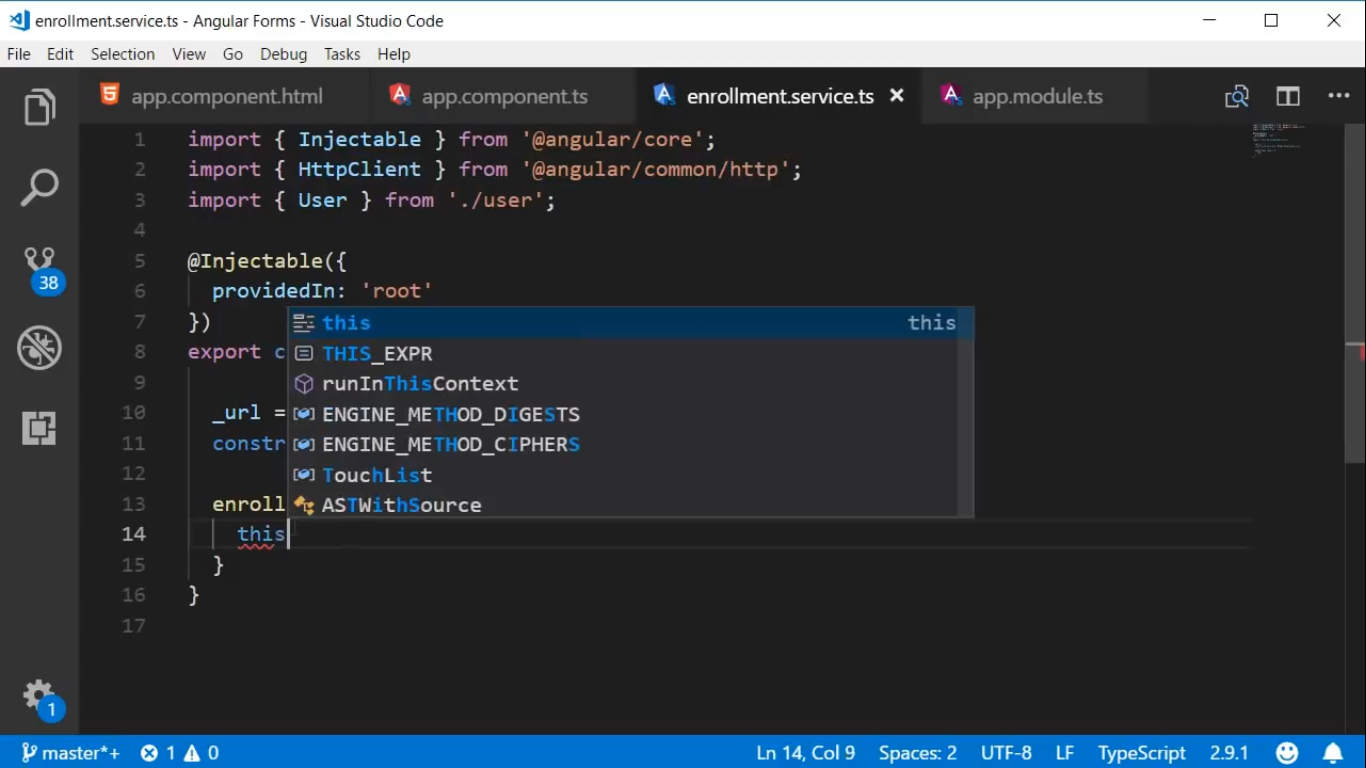 enrollment.service.ts - Angular Forms - Visual Studio Code
File Edit Selection View Go Debug Tasks Help
app.component.html app.component.ts enrollment.service.ts app.module.ts
1 import { Injectable } from '@angular/core';
2 import { HttpClient } from '@angular/common/http';
3 import { User } from './user';
4
5 @Injectable({
6 providedIn: 'root'
7 })
this this
8 export c
THIS_EXPR
9
runInThisContext
10 _url =
ENGINE_METHOD_DIGESTS
11 constr
ENGINE_METHOD_CIPHERS
12
TouchList
13 enroll
ASTWithSource
14 this
15 }
16 }
17
38
1
master*+ 1 0 Ln 14, Col 9 Spaces: 2 UTF-8 LF TypeScript 2.9.1